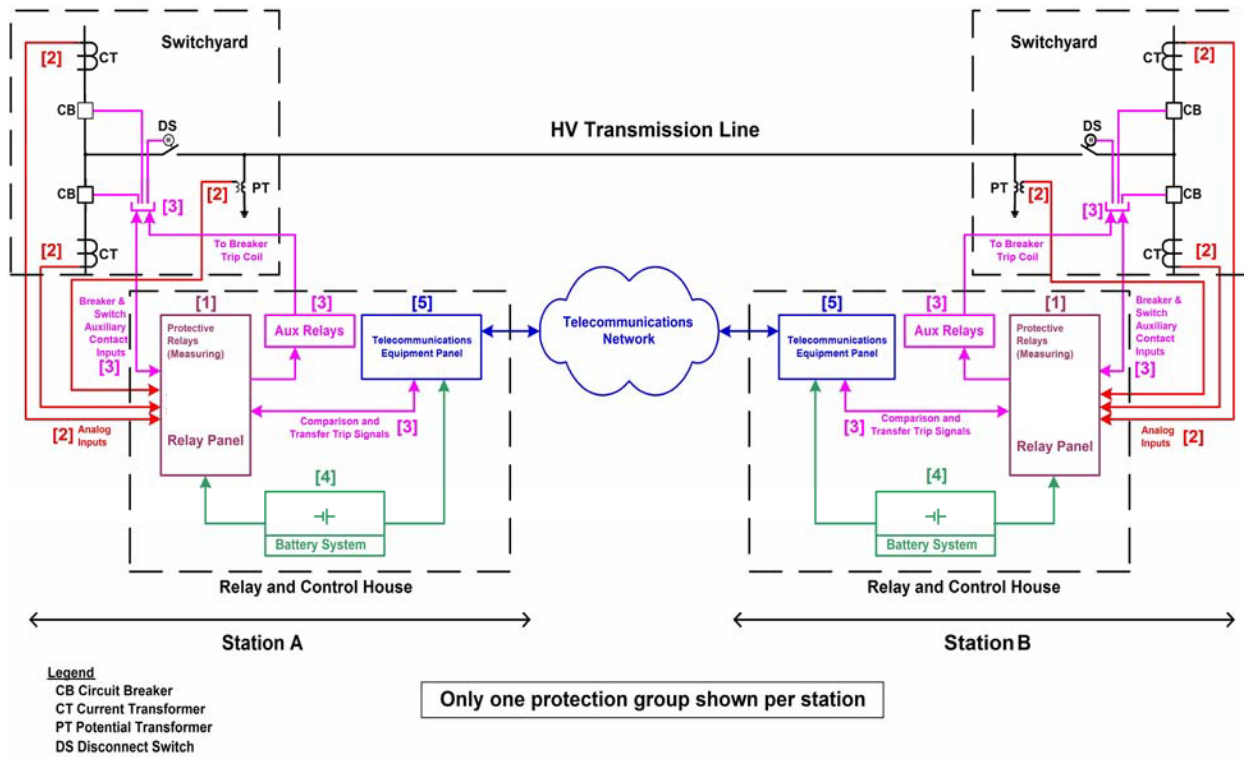 Switchyard
[2]
CT
CB
DS
[2]
PT
CB
[3]
[2]
CT
To Breaker
Trip Coil
HV Transmission Line
Switchyard
CT
[2]
CB
DS
PT
[2]
CB
[3]
CT
[2]
To Breaker
Trip Coil
Breaker &
Switch
Auxiliary
Contact
Inputs
[3]
[1]
Protective
Relays
(Measuring)
Relay Panel
[3]
Aux Relays
[5]
Telecommunications
Equipment Panel
Comparison and
Transfer Trip Signals
[3]
[2] Analog
Inputs
[4]
Battery System
Relay and Control House
Telecommunications
Network
[5]
Telecommunications
Equipment Panel
[3]
Aux Relays
[1]
Protective
Relays
(Measuring)
Relay Panel
Breaker &
Switch
Auxiliary
Contact
Inputs
[3]
Comparison and
[3] Transfer Trip Signals
Analog
Inputs
[2]
[4]
Battery System
Relay and Control House
Station A
Station B
Legend
CB Circuit Breaker
CT Current Transformer
PT Potential Transformer
DS Disconnect Switch
Only one protection group shown per station